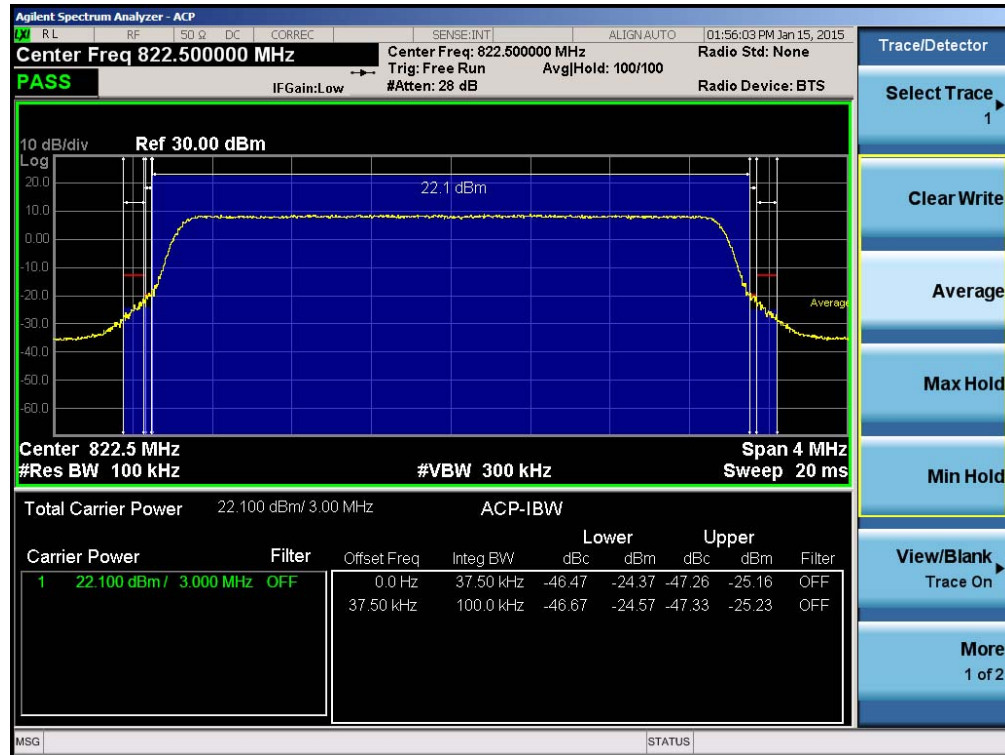 Agilent Spectrum Analyzer - ACP
LXI RL RF 50 Ω DC CORREC SENSE:INT ALIGN AUTO 01:56:03 PM Jan 15, 2015
Center Freq 822.500000 MHz
Center Freq: 822.500000 MHz Radio Std: None
Trig: Free Run Avg|Hold: 100/100
PASS IFGain:Low #Atten: 28 dB Radio Device: BTS
10 dB/div Ref 30.00 dBm
Log
20.0
22.1 dBm
10.0
0.00
-10.0
-20.0
Average
-30.0
-40.0
-50.0
-60.0
Center 822.5 MHz Span 4 MHz
#Res BW 100 kHz #VBW 300 kHz Sweep 20 ms
Total Carrier Power 22.100 dBm/ 3.00 MHz ACP-IBW
Lower Upper
Carrier Power Filter Offset Freq Integ BW dBc dBm dBc dBm Filter
1 22.100 dBm / 3.000 MHz OFF 0.0 Hz 37.50 kHz -46.47 -24.37 -47.26 -25.16 OFF
37.50 kHz 100.0 kHz -46.67 -24.57 -47.33 -25.23 OFF
MSG STATUS
Trace/Detector
Select Trace
1
Clear Write
Average
Max Hold
Min Hold
View/Blank
Trace On
More
1 of 2